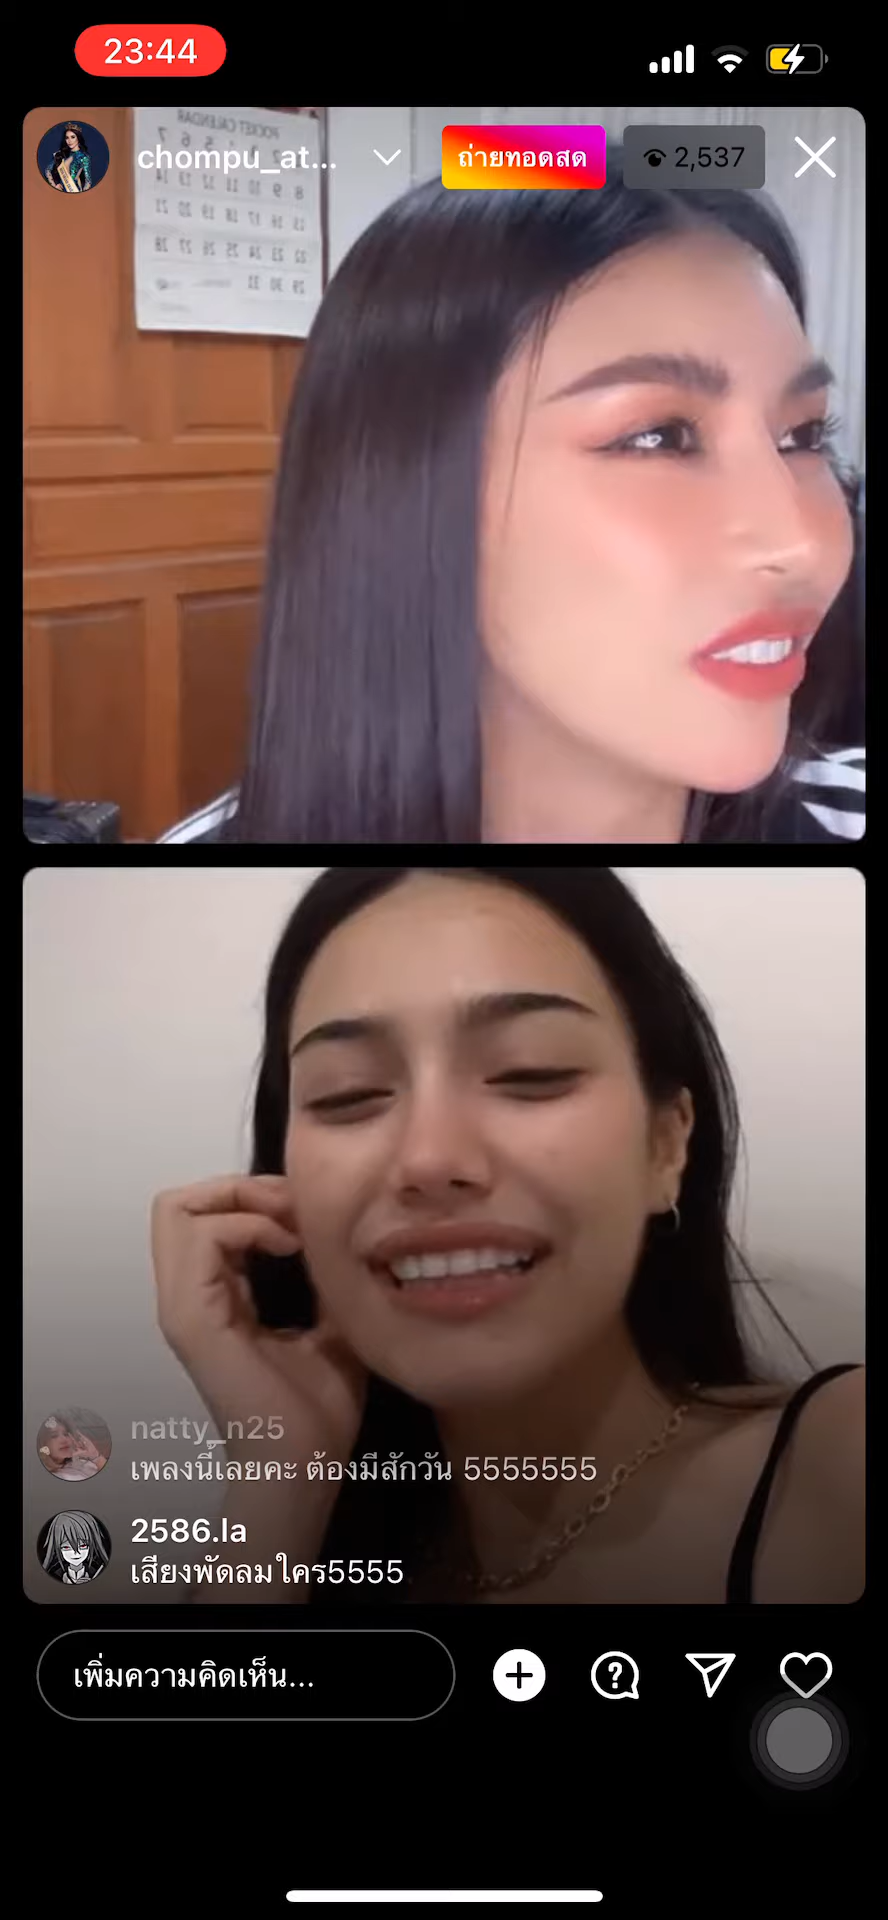 23:44
chompu_at...
ถ่ายทอดสด
2,537
POCKET CALENDAR
natty_n25
เพลงนี้เลยคะ ต้องมีสักวัน 5555555
2586.la
เสียงพัดลมใคร5555
เพิ่มความคิดเห็น...